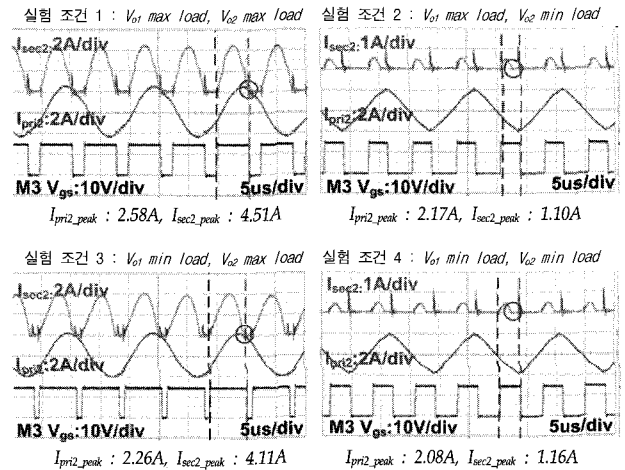 실험 조건 1 : Vo1 max load, Vo2 max load
Isec2:2A/div
Ipri2:2A/div
M3 Vgs:10V/div 5us/div
Ipri2_peak : 2.58A, Isec2_peak : 4.51A
실험 조건 2 : Vo1 max load, Vo2 min load
Isec2:1A/div
Ipri2:2A/div
M3 Vgs:10V/div 5us/div
Ipri2_peak : 2.17A, Isec2_peak : 1.10A
실험 조건 3 : Vo1 min load, Vo2 max load
Isec2:2A/div
Ipri2:2A/div
M3 Vgs:10V/div 5us/div
Ipri2_peak : 2.26A, Isec2_peak : 4.11A
실험 조건 4 : Vo1 min load, Vo2 min load
Isec2:1A/div
Ipri2:2A/div
M3 Vgs:10V/div 5us/div
Ipri2_peak : 2.08A, Isec2_peak : 1.16A